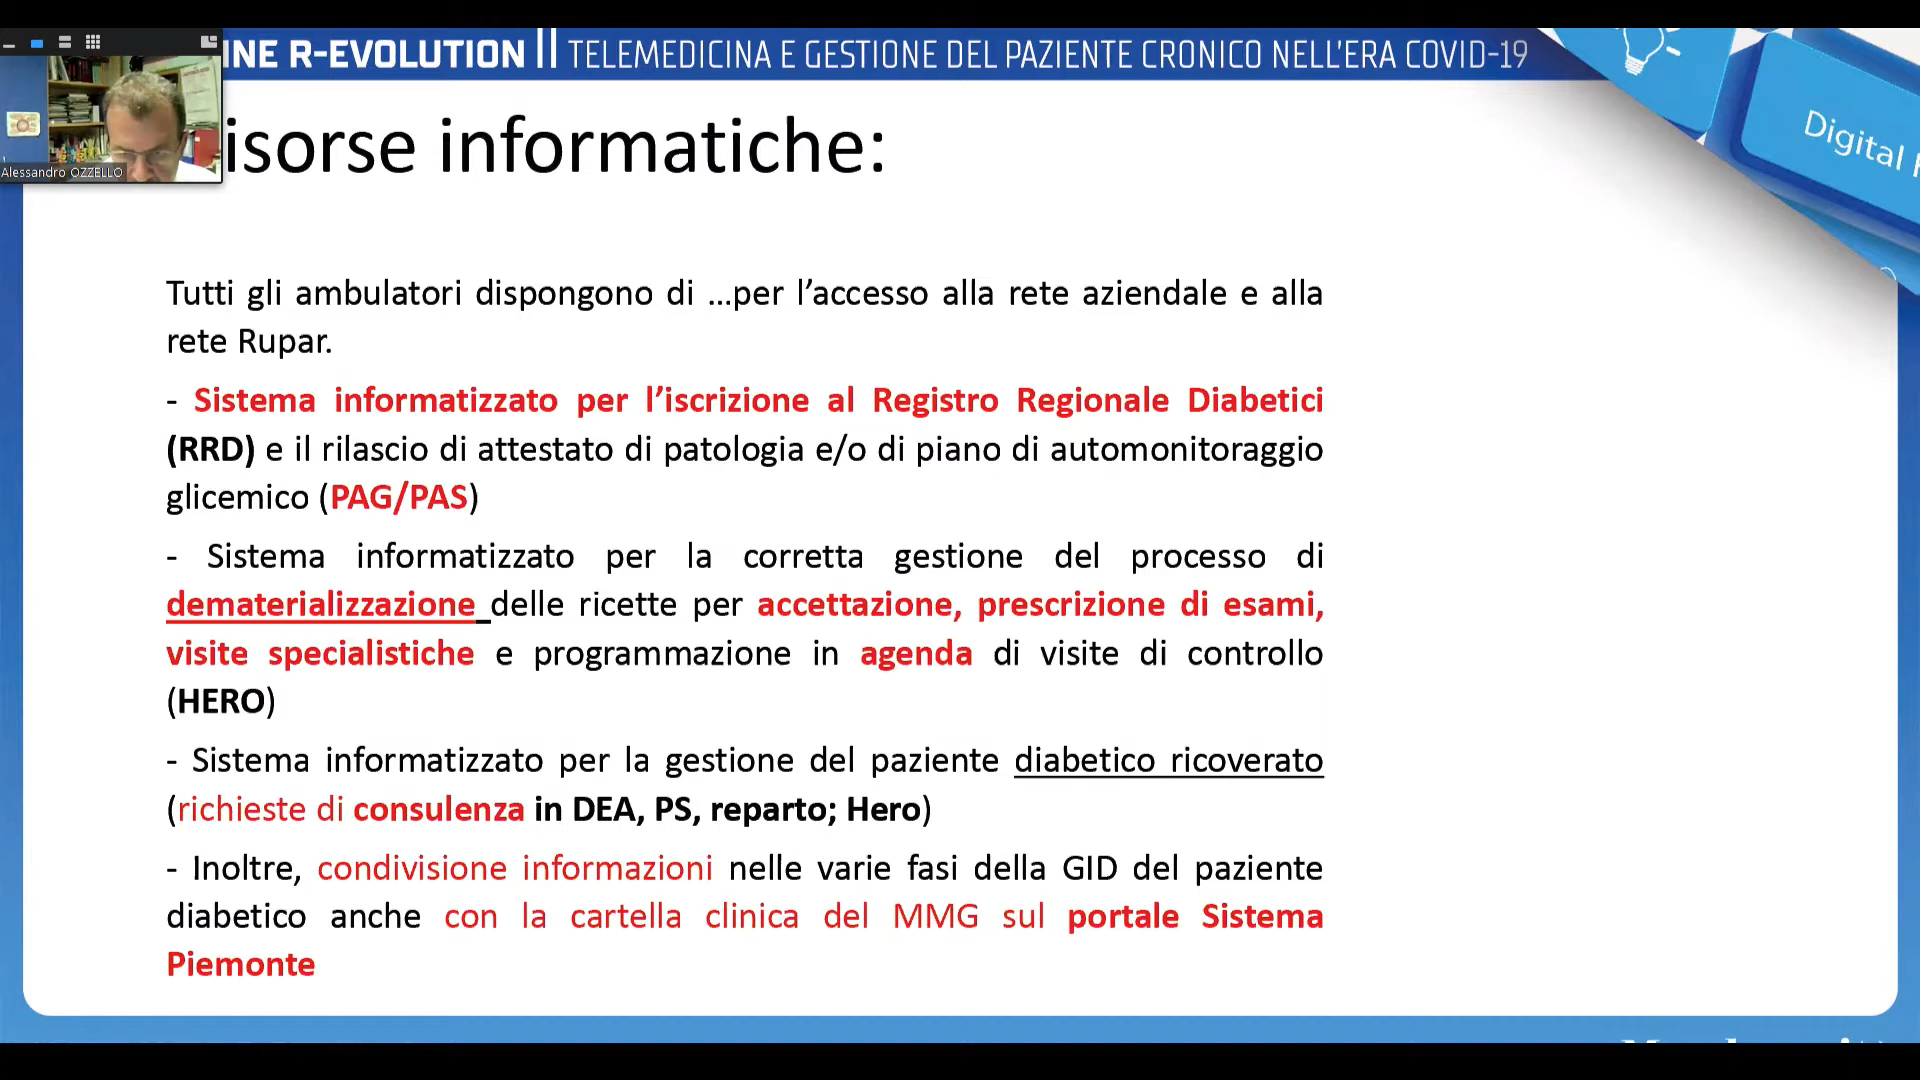 INE R-EVOLUTION || TELEMEDICINA E GESTIONE DEL PAZIENTE CRONICO NELL'ERA COVID-19
Digital
Alessandro OZZELLO
isorse informatiche:
Tutti gli ambulatori dispongono di ...per l’accesso alla rete aziendale e alla
rete Rupar.
- Sistema informatizzato per l’iscrizione al Registro Regionale Diabetici
(RRD) e il rilascio di attestato di patologia e/o di piano di automonitoraggio
glicemico (PAG/PAS)
- Sistema informatizzato per la corretta gestione del processo di
dematerializzazione delle ricette per accettazione, prescrizione di esami,
visite specialistiche e programmazione in agenda di visite di controllo
(HERO)
- Sistema informatizzato per la gestione del paziente diabetico ricoverato
(richieste di consulenza in DEA, PS, reparto; Hero)
- Inoltre, condivisione informazioni nelle varie fasi della GID del paziente
diabetico anche con la cartella clinica del MMG sul portale Sistema
Piemonte